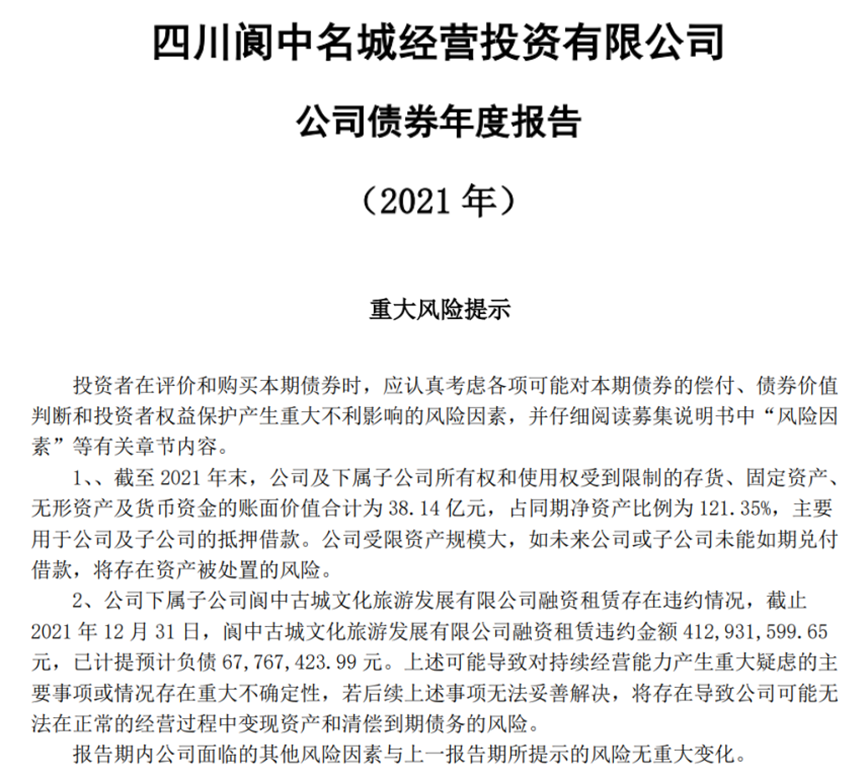 四川阆中名城经营投资有限公司
公司债券年度报告
（2021 年）
重大风险提示
投资者在评价和购买本期债券时，应认真考虑各项可能对本期债券的偿付、债券价值
判断和投资者权益保护产生重大不利影响的风险因素，并仔细阅读募集说明书中“风险因
素”等有关章节内容。
1、、截至 2021 年末，公司及下属子公司所有权和使用权受到限制的存货、固定资产、
无形资产及货币资金的账面价值合计为 38.14 亿元，占同期净资产比例为 121.35%，主要
用于公司及子公司的抵押借款。公司受限资产规模大，如未来公司或子公司未能如期兑付
借款，将存在资产被处置的风险。
2、公司下属子公司阆中古城文化旅游发展有限公司融资租赁存在违约情况，截止
2021 年 12 月 31 日，阆中古城文化旅游发展有限公司融资租赁违约金额 412,931,599.65
元，已计提预计负债 67,767,423.99 元。上述可能导致对持续经营能力产生重大疑虑的主
要事项或情况存在重大不确定性，若后续上述事项无法妥善解决，将存在导致公司可能无
法在正常的经营过程中变现资产和清偿到期债务的风险。
报告期内公司面临的其他风险因素与上一报告期所提示的风险无重大变化。